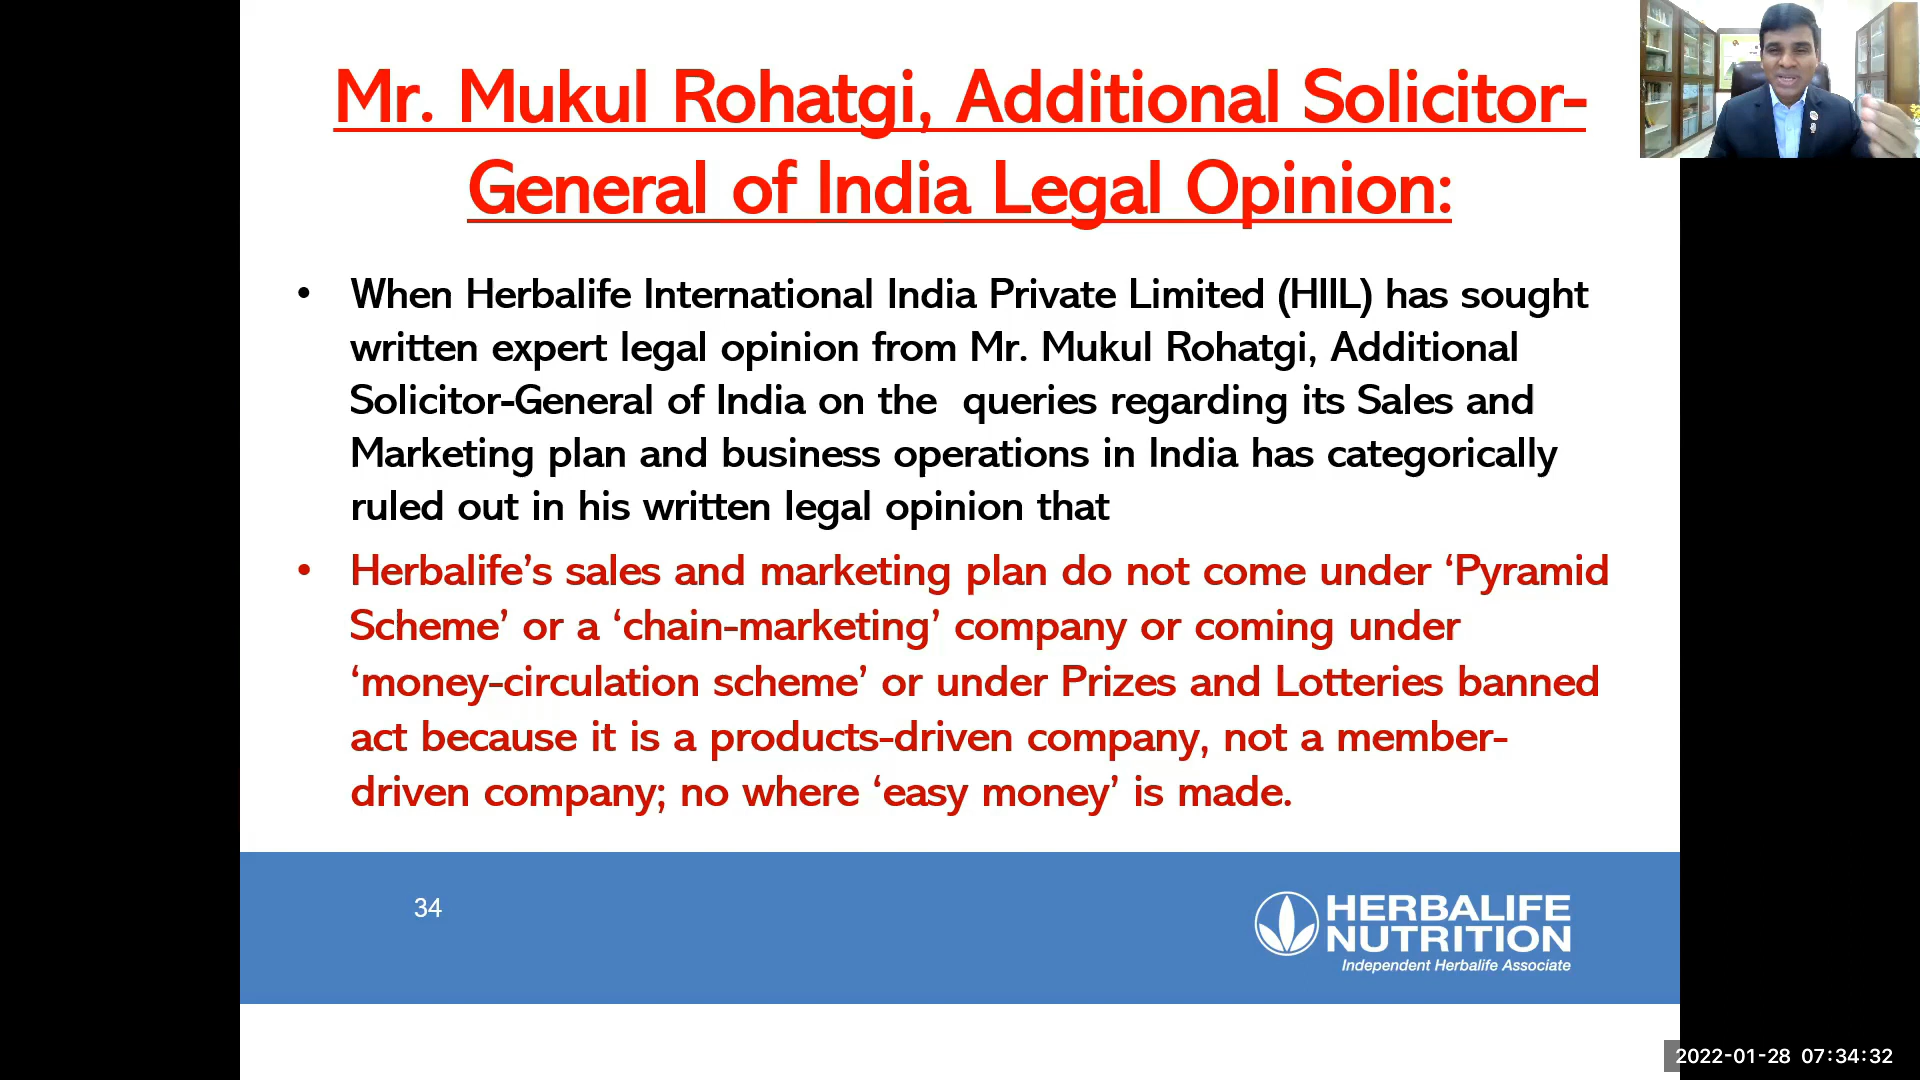 Mr. Mukul Rohatgi, Additional Solicitor-
General of India Legal Opinion:
• When Herbalife International India Private Limited (HIIL) has sought
written expert legal opinion from Mr. Mukul Rohatgi, Additional
Solicitor-General of India on the  queries regarding its Sales and
Marketing plan and business operations in India has categorically
ruled out in his written legal opinion that
• Herbalife’s sales and marketing plan do not come under ‘Pyramid
Scheme’ or a ‘chain-marketing’ company or coming under
‘money-circulation scheme’ or under Prizes and Lotteries banned
act because it is a products-driven company, not a member-
driven company; no where ‘easy money’ is made.
34
HERBALIFE
NUTRITION
Independent Herbalife Associate
2022-01-28 07:34:32